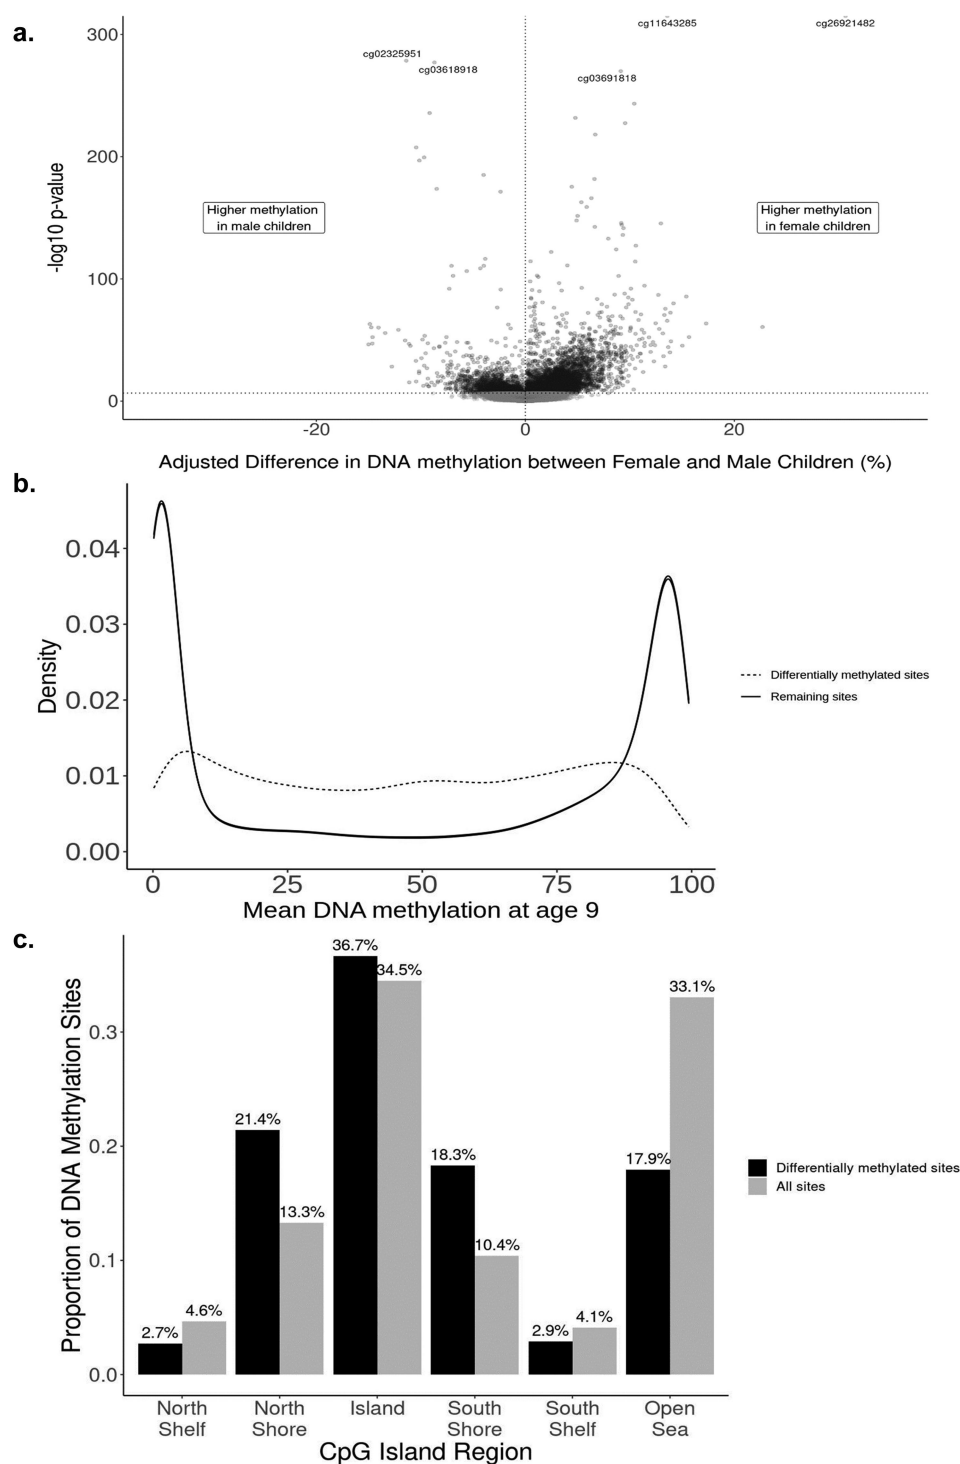 a.
-log10 p-value
300
200
100
0
cg11643285
cg26921482
cg02325951
cg03618918
cg03691818
Higher methylation
in male children
Higher methylation
in female children
-20
0
20
Adjusted Difference in DNA methylation between Female and Male Children (%)
b.
Density
0.04
0.03
0.02
0.01
0.00
0
25
50
75
100
Mean DNA methylation at age 9
Differentially methylated sites
Remaining sites
c.
Proportion of DNA Methylation Sites
0.3
0.2
0.1
0.0
2.7%
4.6%
21.4%
13.3%
36.7%
34.5%
18.3%
10.4%
2.9%
4.1%
17.9%
33.1%
North
Shelf
North
Shore
Island
South
Shore
South
Shelf
Open
Sea
CpG Island Region
Differentially methylated sites
All sites